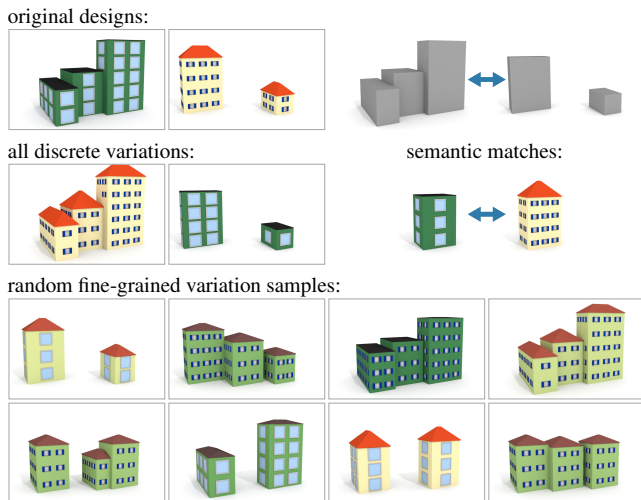 original designs:
all discrete variations:
semantic matches:
random fine-grained variation samples: